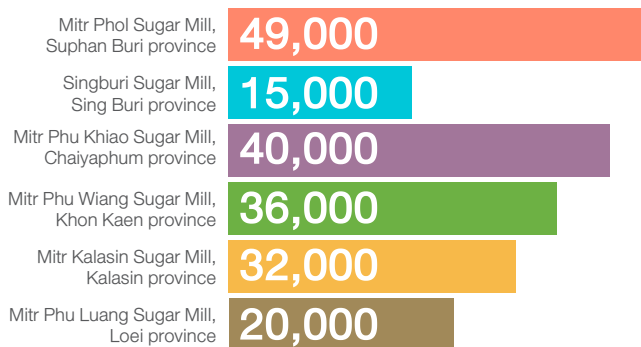 Mitr Phol Sugar Mill,
Suphan Buri province
49,000
Singburi Sugar Mill,
Sing Buri province
15,000
Mitr Phu Khiao Sugar Mill,
Chaiyaphum province
40,000
Mitr Phu Wiang Sugar Mill,
Khon Kaen province
36,000
Mitr Kalasin Sugar Mill,
Kalasin province
32,000
Mitr Phu Luang Sugar Mill,
Loei province
20,000